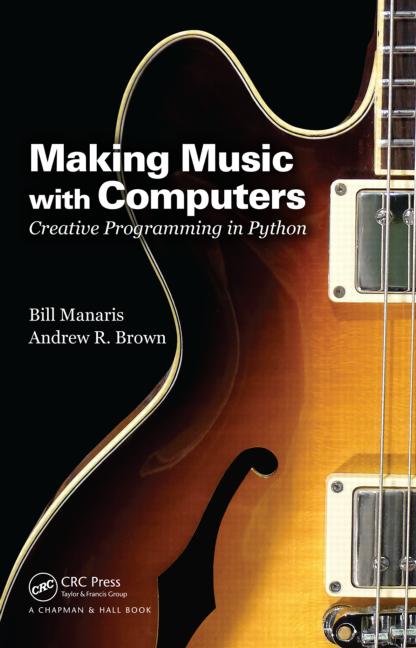 Making Music
with Computers
Creative Programming in Python
Bill Manaris
Andrew R. Brown
CRC
CRC Press
Taylor & Francis Group
A CHAPMAN & HALL BOOK